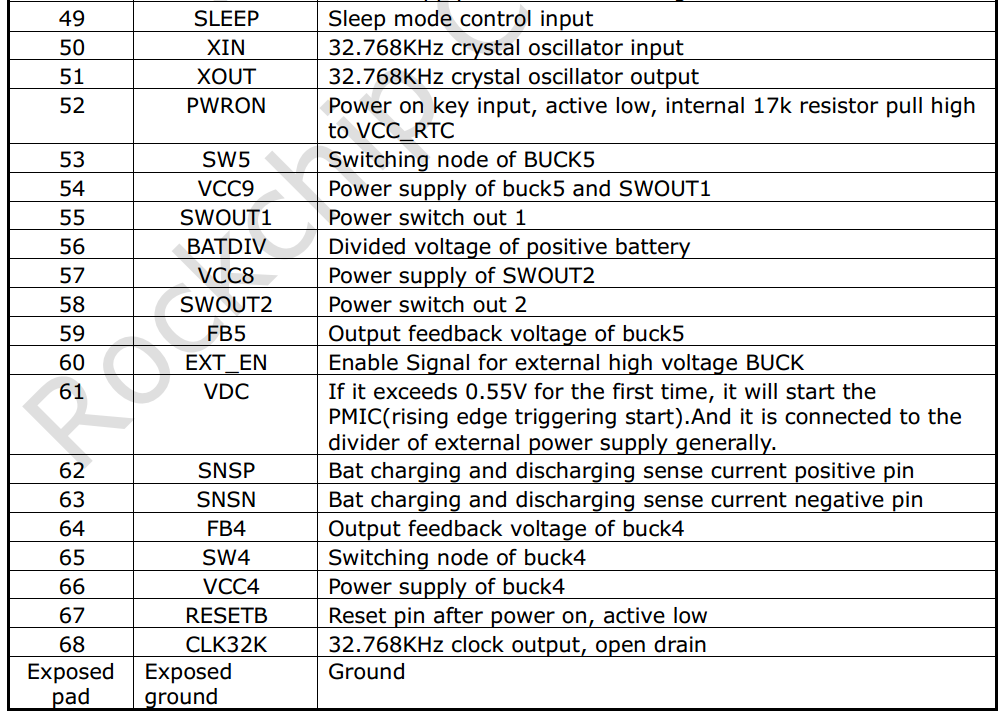 49 SLEEP Sleep mode control input
50 XIN 32.768KHz crystal oscillator input
51 XOUT 32.768KHz crystal oscillator output
52 PWRON Power on key input, active low, internal 17k resistor pull high
to VCC_RTC
53 SW5 Switching node of BUCK5
54 VCC9 Power supply of buck5 and SWOUT1
55 SWOUT1 Power switch out 1
56 BATDIV Divided voltage of positive battery
57 VCC8 Power supply of SWOUT2
58 SWOUT2 Power switch out 2
59 FB5 Output feedback voltage of buck5
60 EXT_EN Enable Signal for external high voltage BUCK
61 VDC If it exceeds 0.55V for the first time, it will start the
PMIC(rising edge triggering start).And it is connected to the
divider of external power supply generally.
62 SNSP Bat charging and discharging sense current positive pin
63 SNSN Bat charging and discharging sense current negative pin
64 FB4 Output feedback voltage of buck4
65 SW4 Switching node of buck4
66 VCC4 Power supply of buck4
67 RESETB Reset pin after power on, active low
68 CLK32K 32.768KHz clock output, open drain
Exposed Exposed Ground
pad ground
Rockchip C